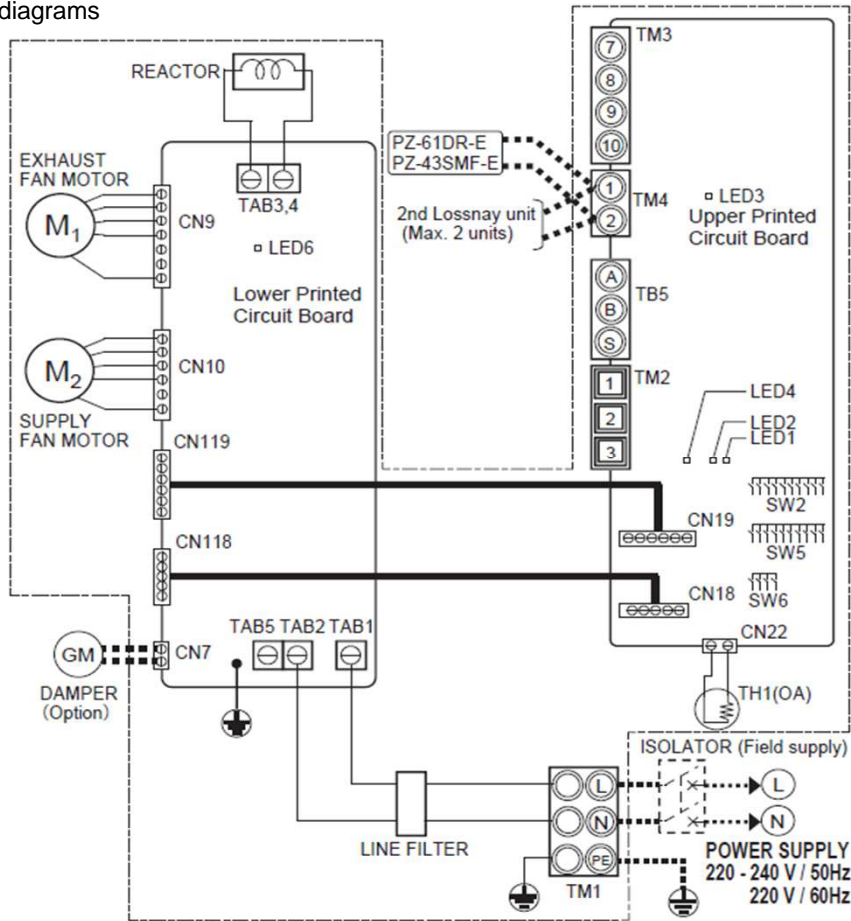 diagrams
REACTOR
EXHAUST
FAN MOTOR
M1
CN9
TAB3,4
LED6
Lower Printed
Circuit Board
M2
SUPPLY
FAN MOTOR
CN10
CN119
CN118
GM
DAMPER
(Option)
CN7
TAB5 TAB2 TAB1
PZ-61DR-E
PZ-43SMF-E
2nd Lossnay unit
(Max. 2 units)
7
8
9
10
TM3
1
2
TM4
LED3
Upper Printed
Circuit Board
A
B
S
TB5
1
2
3
TM2
LED4
LED2
LED1
SW2
CN19
SW5
CN18
SW6
CN22
TH1(OA)
ISOLATOR (Field supply)
LINE FILTER
L
N
PE
TM1
L
N
POWER SUPPLY
220 - 240 V / 50Hz
220 V / 60Hz